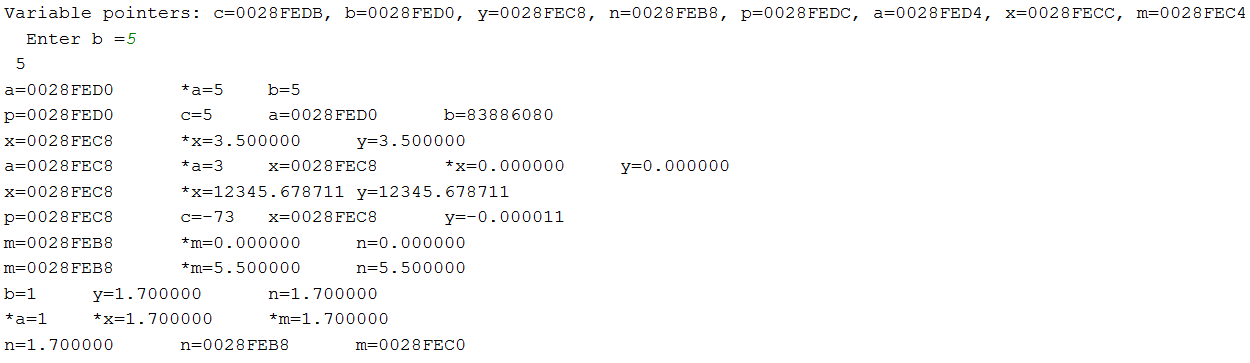 Variable pointers: c=0028FEDB, b=0028FED0, y=0028FEC8, n=0028FEB8, p=0028FEDC, a=0028FED4, x=0028FECC, m=0028FEC4
Enter b =5
5
a=0028FED0 *a=5 b=5
p=0028FED0 c=5 a=0028FED0 b=83886080
x=0028FEC8 *x=3.500000 y=3.500000
a=0028FEC8 *a=3 x=0028FEC8 *x=0.000000 y=0.000000
x=0028FEC8 *x=12345.678711 y=12345.678711
p=0028FEC8 c=-73 x=0028FEC8 y=-0.000011
m=0028FEB8 *m=0.000000 n=0.000000
m=0028FEB8 *m=5.500000 n=5.500000
b=1 y=1.700000 n=1.700000
*a=1 *x=1.700000 *m=1.700000
n=1.700000 n=0028FEB8 m=0028FEC0